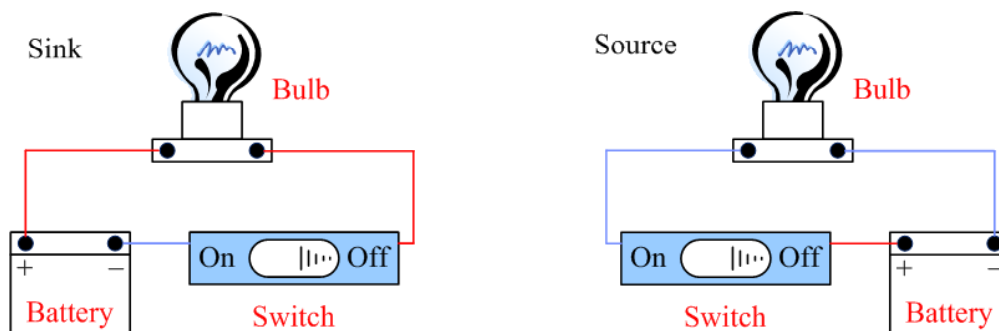 Sink
Bulb
On Off
+ −
Battery
Switch
Source
Bulb
On Off
+ −
Switch
Battery